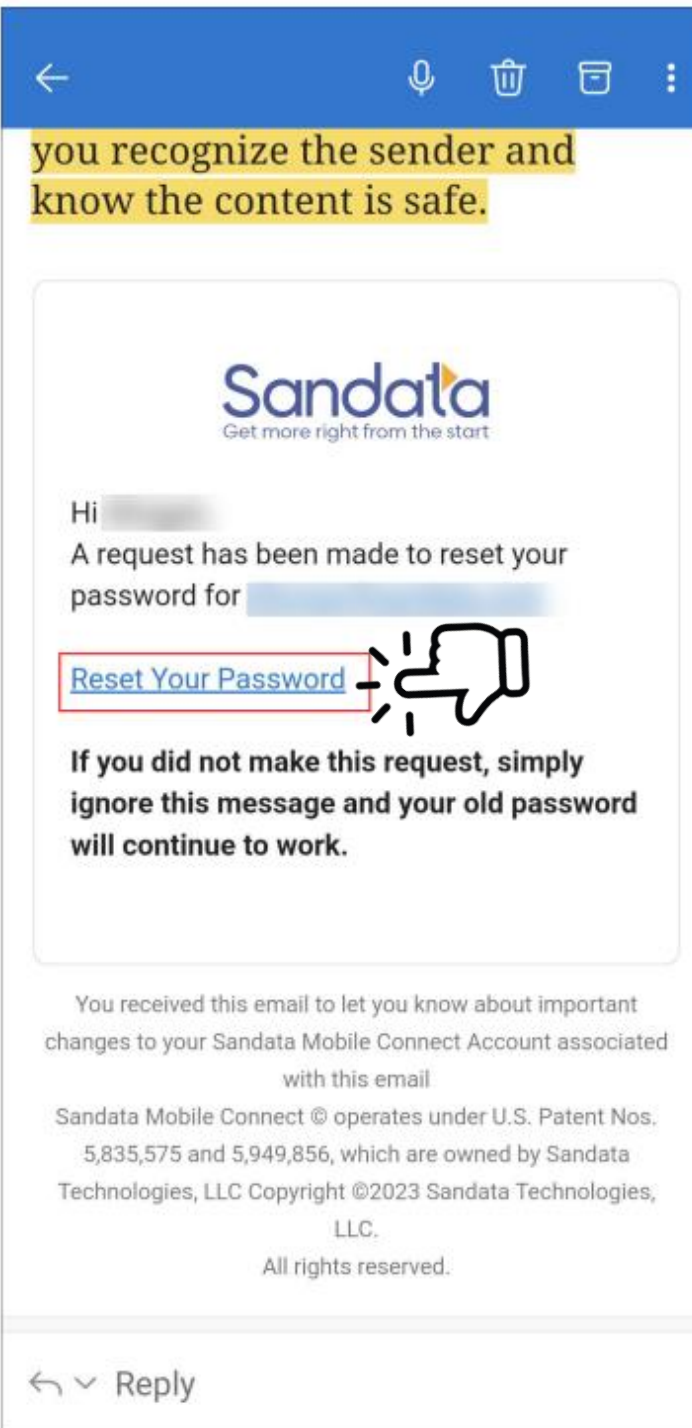 you recognize the sender and
know the content is safe.
Sandata
Get more right from the start
Hi
A request has been made to reset your
password for
Reset Your Password
If you did not make this request, simply
ignore this message and your old password
will continue to work.
You received this email to let you know about important
changes to your Sandata Mobile Connect Account associated
with this email
Sandata Mobile Connect © operates under U.S. Patent Nos.
5,835,575 and 5,949,856, which are owned by Sandata
Technologies, LLC Copyright ©2023 Sandata Technologies,
LLC.
All rights reserved.
Reply